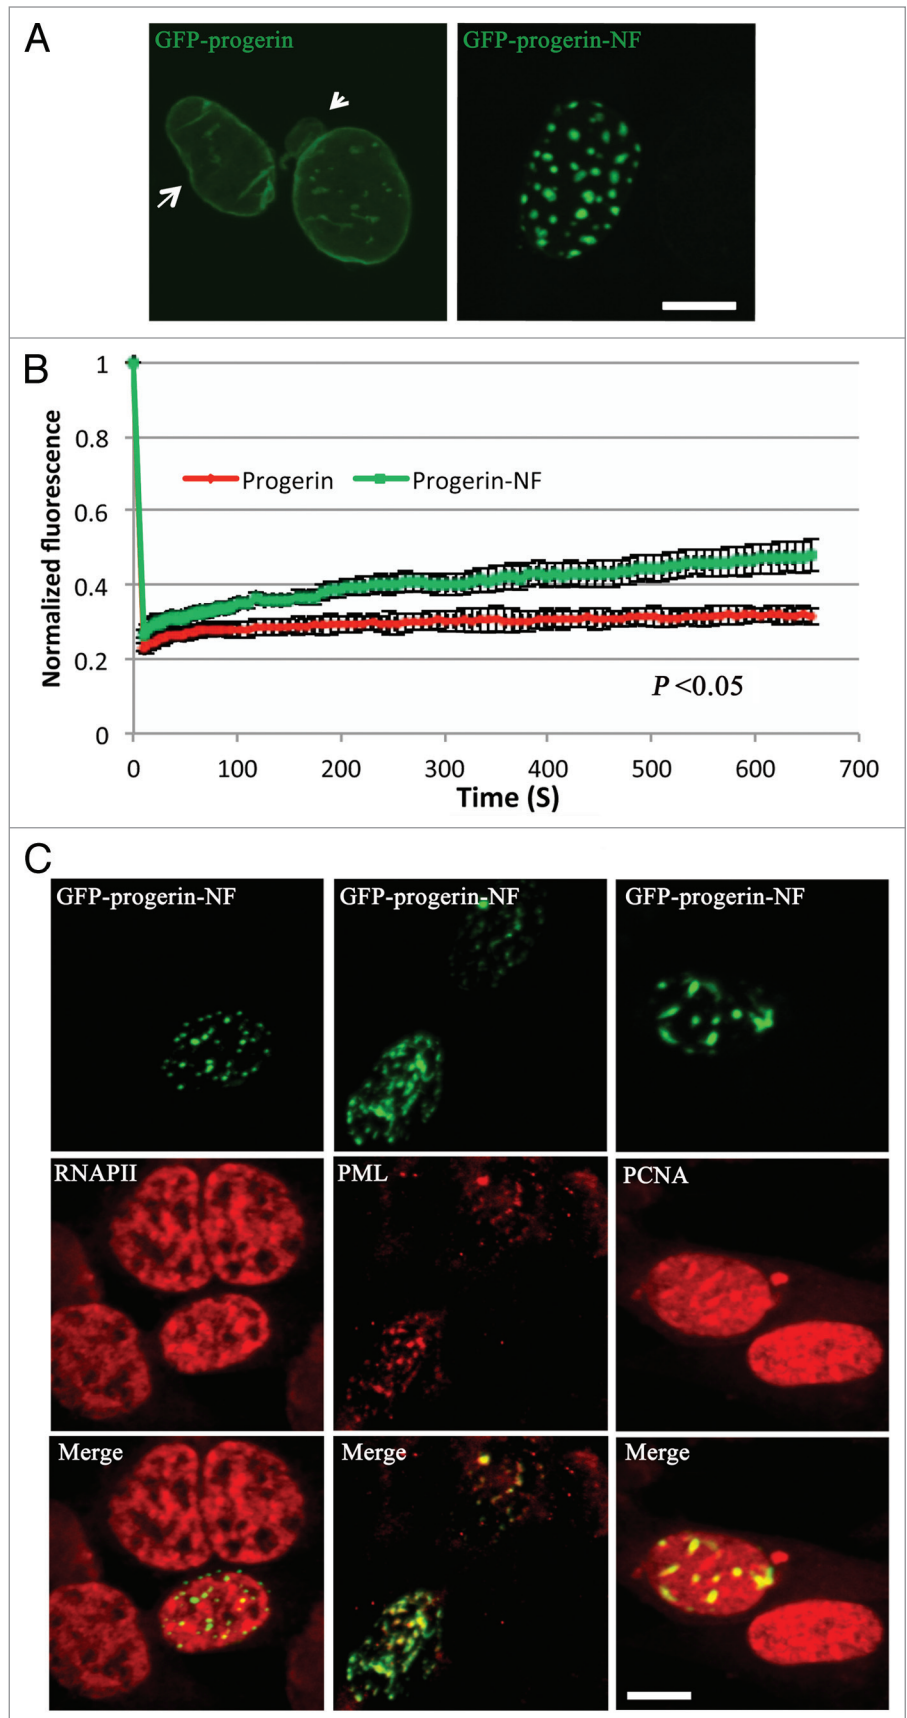 A
GFP-progerin
GFP-progerin-NF
B
Normalized fluorescence
1
0.8
0.6
0.4
0.2
0
Progerin
Progerin-NF
P <0.05
0 100 200 300 400 500 600 700
Time (S)
C
GFP-progerin-NF
GFP-progerin-NF
GFP-progerin-NF
RNAPII
PML
PCNA
Merge
Merge
Merge